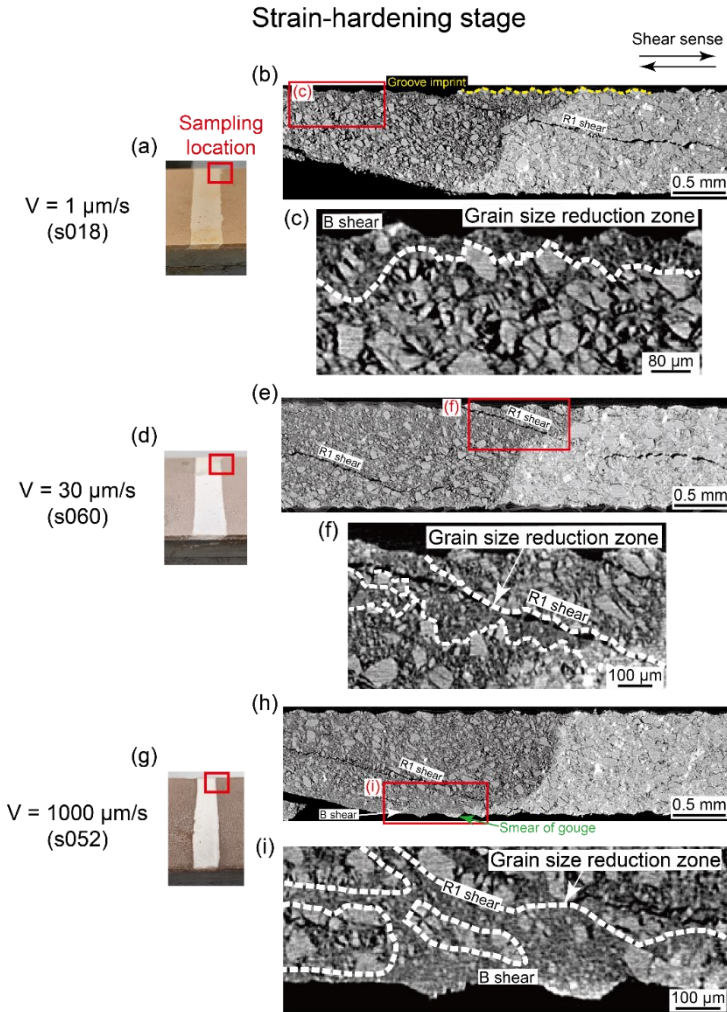 Strain-hardening stage
Shear sense
(b)
Groove imprint
(c)
R1 shear
0.5 mm
Sampling
location
(a)
V = 1 µm/s
(s018)
(c)
B shear
Grain size reduction zone
80 µm
(e)
(f)
R1 shear
R1 shear
0.5 mm
(d)
V = 30 µm/s
(s060)
(f)
Grain size reduction zone
R1 shear
100 µm
(h)
R1 shear
(i)
B shear
Smear of gouge
0.5 mm
(g)
V = 1000 µm/s
(s052)
(i)
Grain size reduction zone
R1 shear
B shear
100 µm